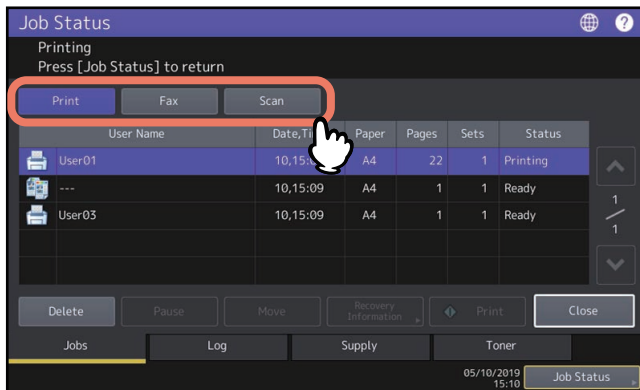 Job Status
?
Printing
Press [Job Status] to return
Print Fax Scan
User Name Paper Pages Sets Status
User01 A4 22 1 Printing
--- 10,15:09 A4 1 1 Ready
User03 10,15:09 A4 1 1 Ready
1
1
Delete Pause Move Recovery Information Print Close
Jobs Log Supply Toner
05/10/2019
15:10
Job Status